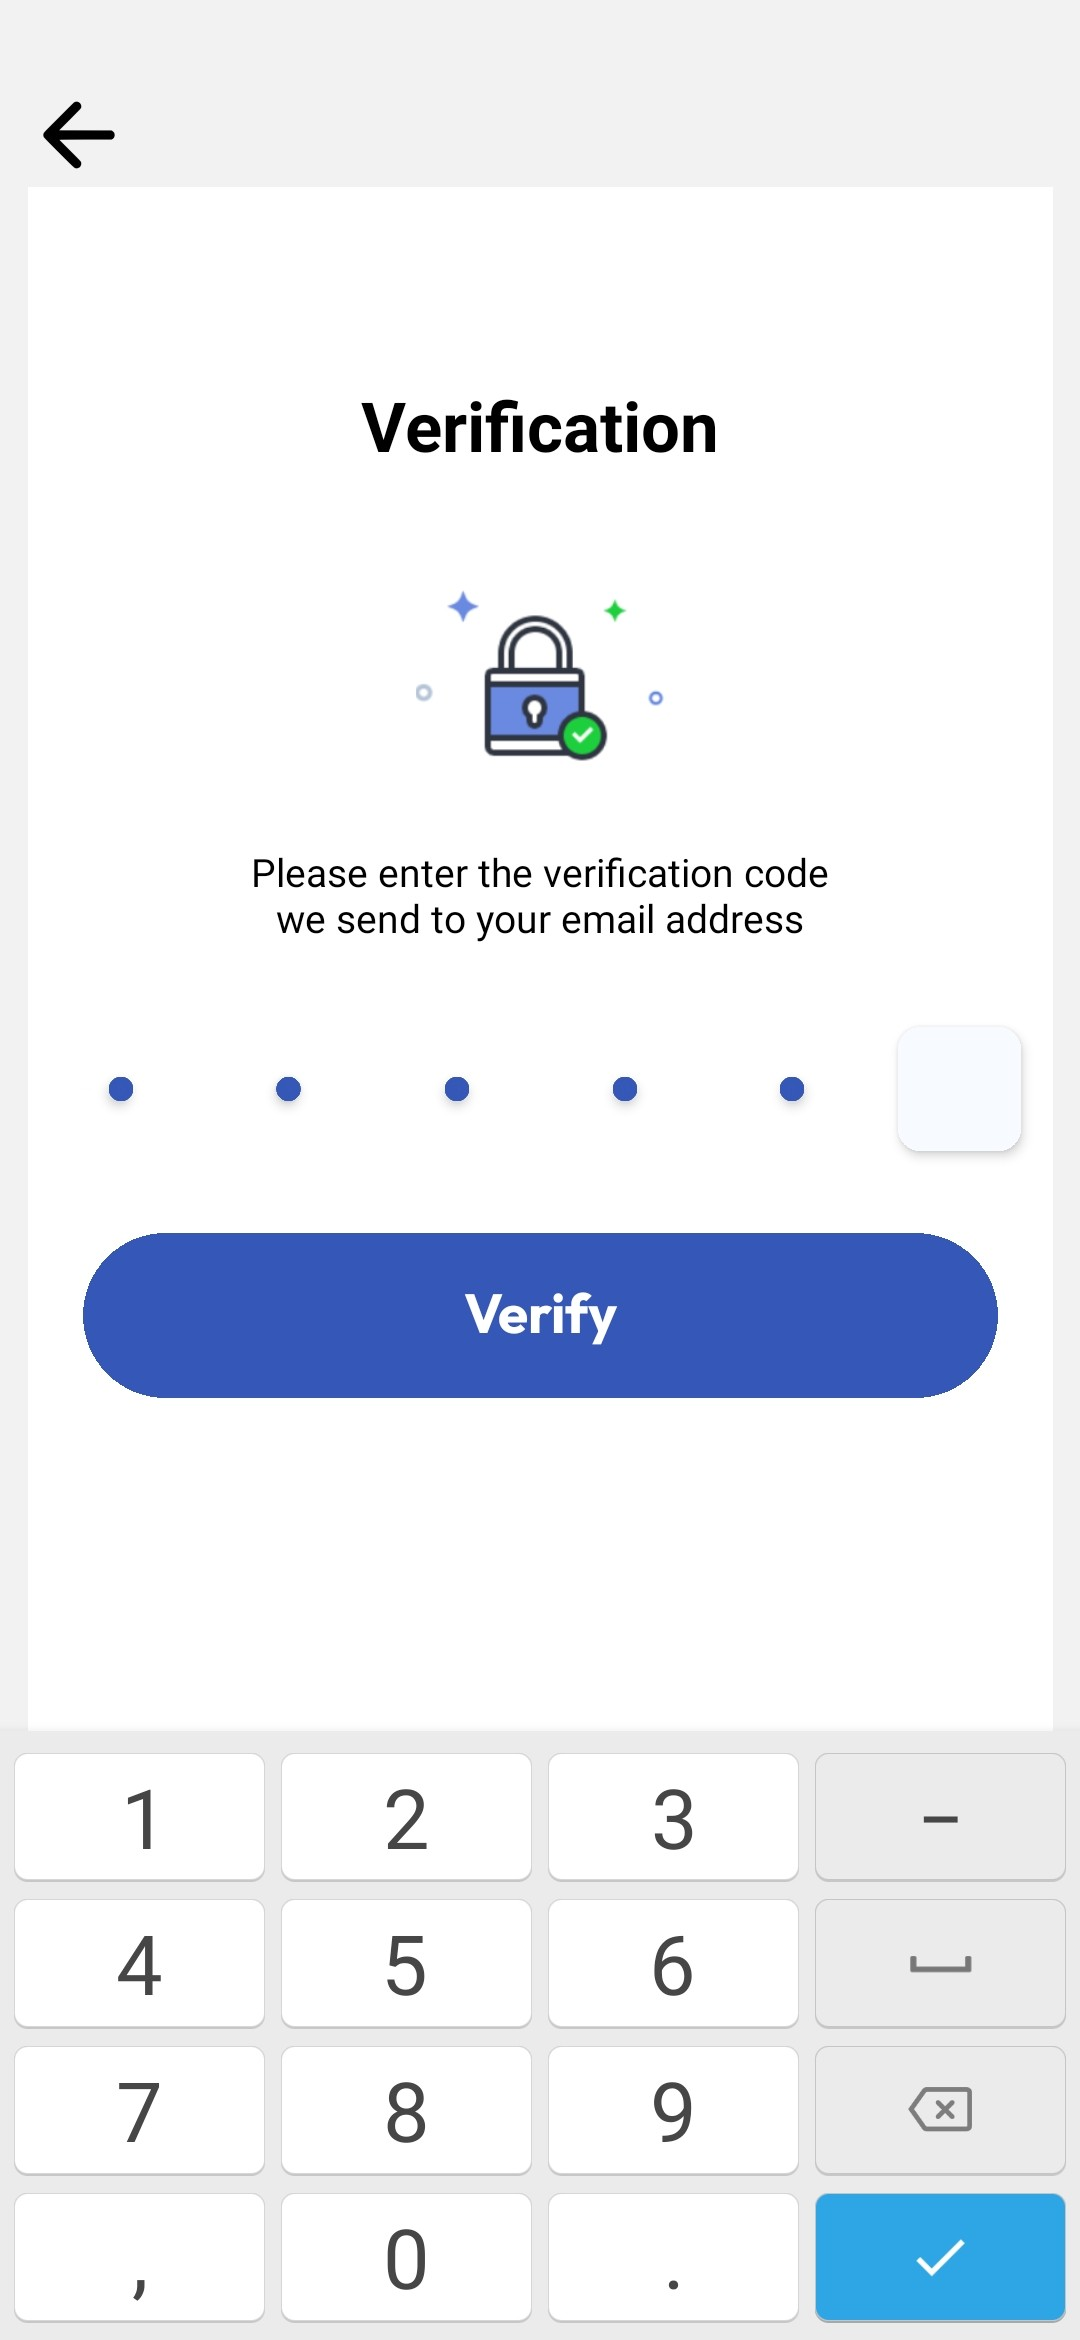 Verification
Please enter the verification code
we send to your email address
Verify
1 2 3 –
4 5 6
7 8 9
, 0 .